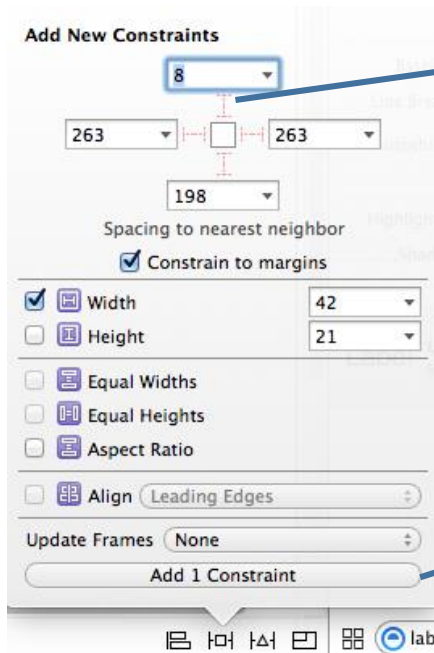 Add New Constraints
8
263
263
198
Spacing to nearest neighbor
Constrain to margins
Width
42
Height
21
Equal Widths
Equal Heights
Aspect Ratio
Align
Leading Edges
Update Frames
None
Add 1 Constraint
lab